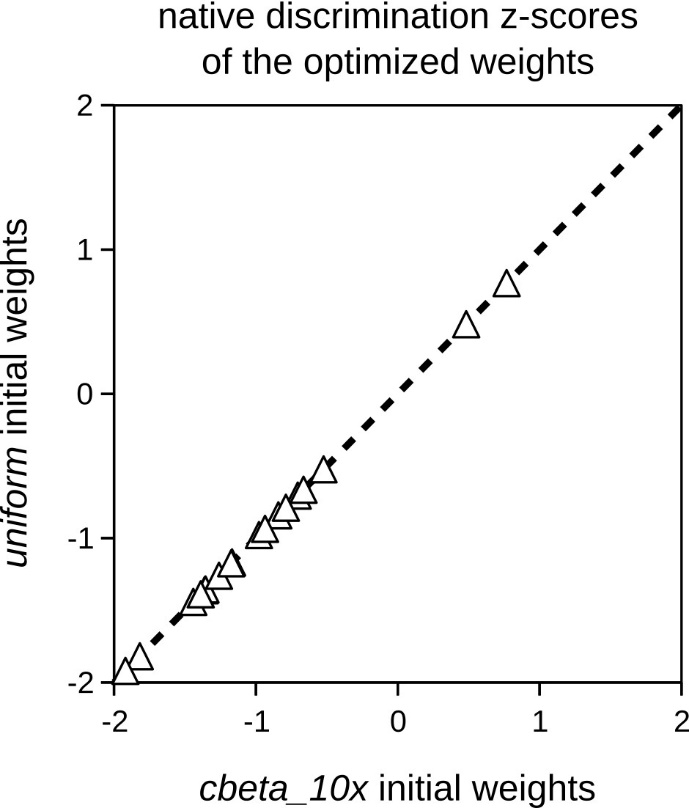 native discrimination z-scores
of the optimized weights
uniform initial weights
2
1
0
-1
-2
-2
-1
0
1
2
cbeta_10x initial weights